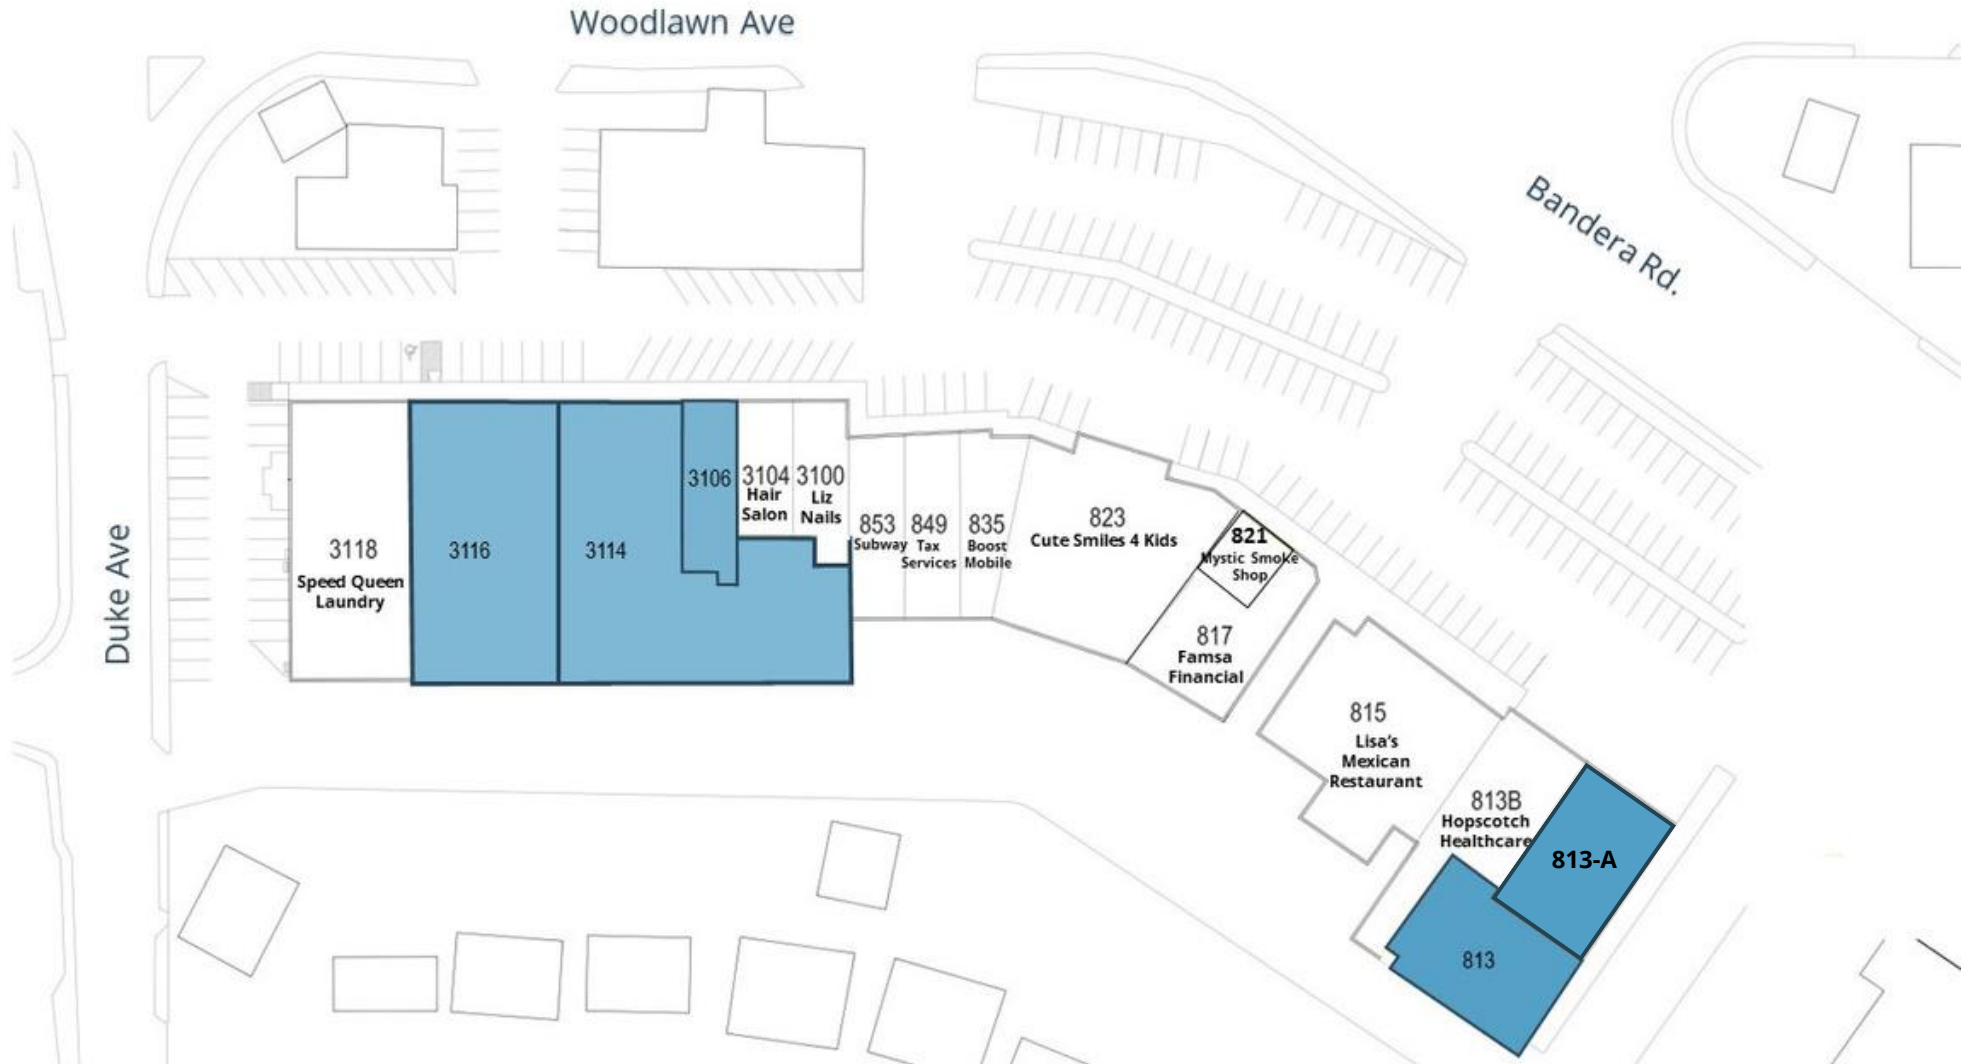 Woodlawn Ave
Bandera Rd.
Duke Ave
3118
Speed Queen
Laundry
3116
3114
3106
3104
Hair
Salon
3100
Liz
Nails
853
Subway
849
Tax
Services
835
Boost
Mobile
823
Cute Smiles 4 Kids
821
Mystic Smoke
Shop
817
Famsa
Financial
815
Lisa's
Mexican
Restaurant
813B
Hopscotch
Healthcare
813-A
813